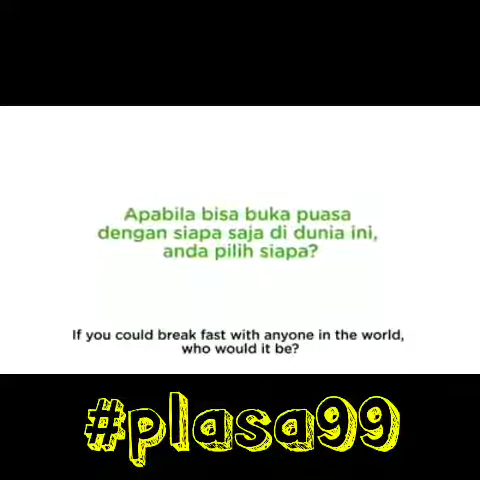 Apabila bisa buka puasa
dengan siapa saja di dunia ini,
anda pilih siapa?
If you could break fast with anyone in the world,
who would it be?
#plasa99